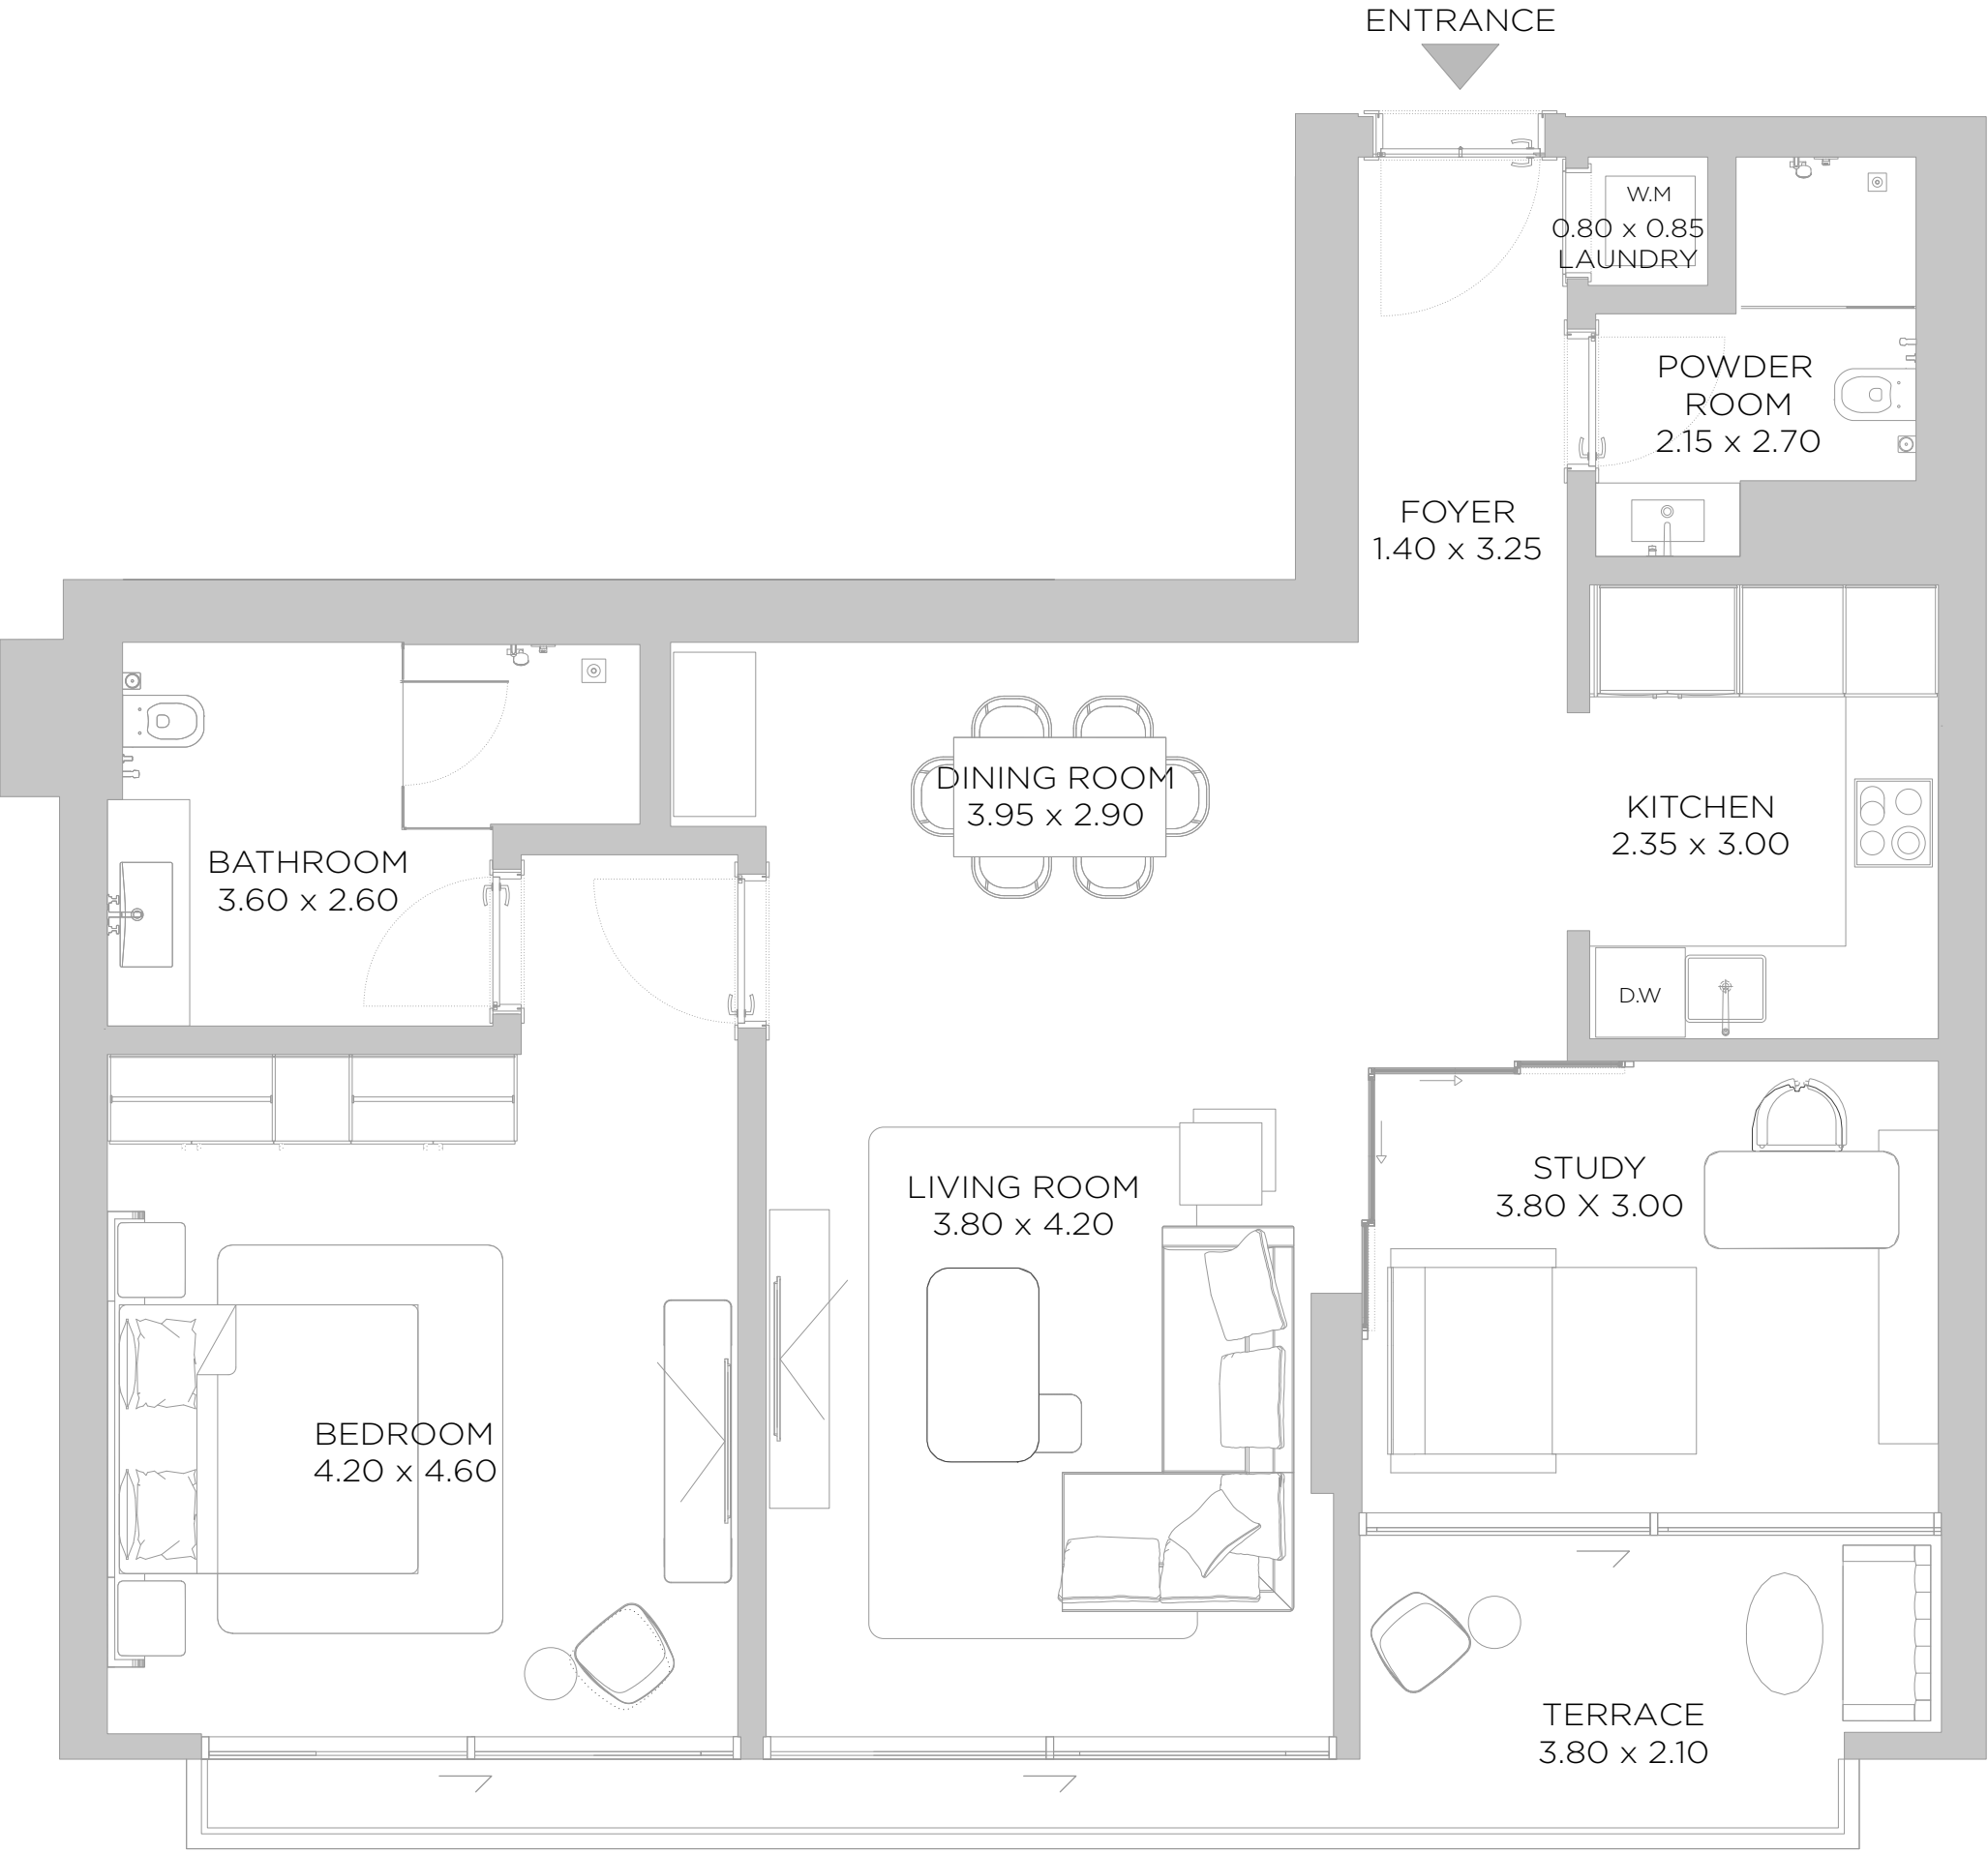 ENTRANCE
W.M
0.80 x 0.85
LAUNDRY
POWDER
ROOM
2.15 x 2.70
FOYER
1.40 x 3.25
DINING ROOM
3.95 x 2.90
KITCHEN
2.35 x 3.00
BATHROOM
3.60 x 2.60
D.W
STUDY
3.80 X 3.00
LIVING ROOM
3.80 x 4.20
BEDROOM
4.20 x 4.60
TERRACE
3.80 x 2.10